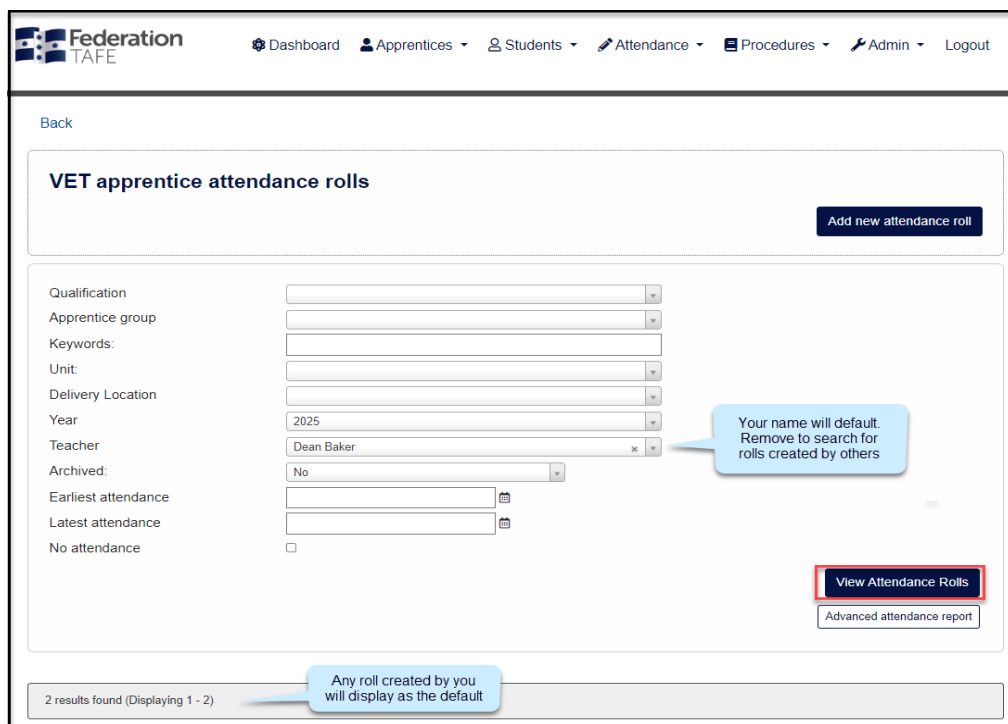 Federation
TAFE
Dashboard Apprentices Students Attendance Procedures Admin Logout
Back
VET apprentice attendance rolls
Add new attendance roll
Qualification
Apprentice group
Keywords:
Unit:
Delivery Location
Year 2025
Teacher Dean Baker
Your name will default.
Remove to search for
rolls created by others
Archived: No
Earliest attendance
Latest attendance
No attendance
View Attendance Rolls
Advanced attendance report
2 results found (Displaying 1 - 2)
Any roll created by you
will display as the default